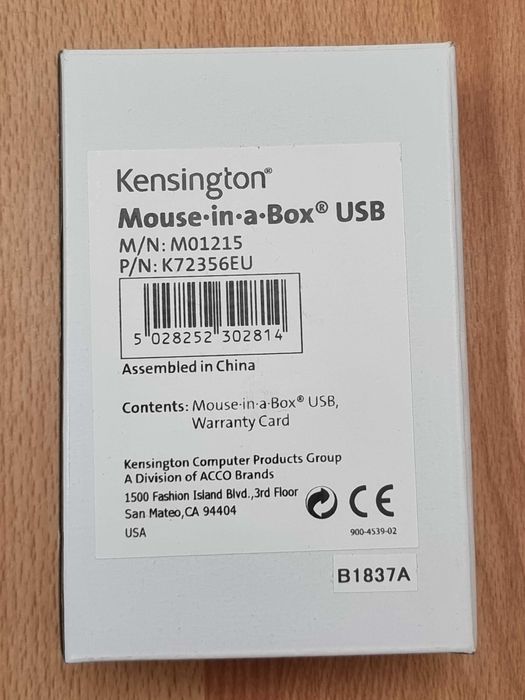 Kensington®
Mouse·in·a·Box® USB
M/N: M01215
P/N: K72356EU
5 028252 302814
Assembled in China
Contents: Mouse·in·a·Box® USB,
Warranty Card
Kensington Computer Products Group
A Division of ACCO Brands
1500 Fashion Island Blvd.,3rd Floor
San Mateo,CA 94404
USA
CE
900-4539-02
B1837A